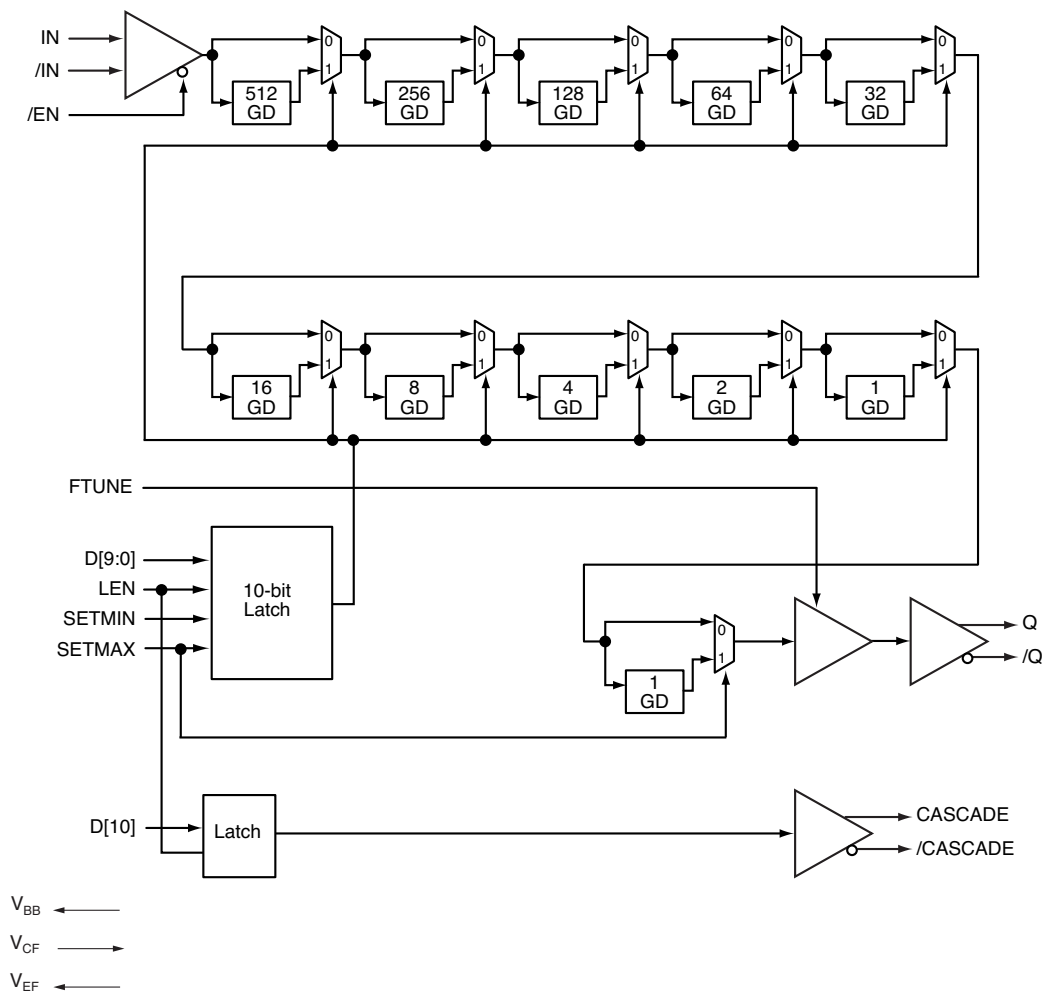 IN
/IN
/EN
0
1
512
GD
0
1
256
GD
0
1
128
GD
0
1
64
GD
0
1
32
GD
0
1
16
GD
0
1
8
GD
0
1
4
GD
0
1
2
GD
0
1
1
GD
FTUNE
D[9:0]
LEN
SETMIN
SETMAX
10-bit
Latch
0
1
1
GD
Q
/Q
D[10]
Latch
CASCADE
/CASCADE
VBB
VCF
VEF